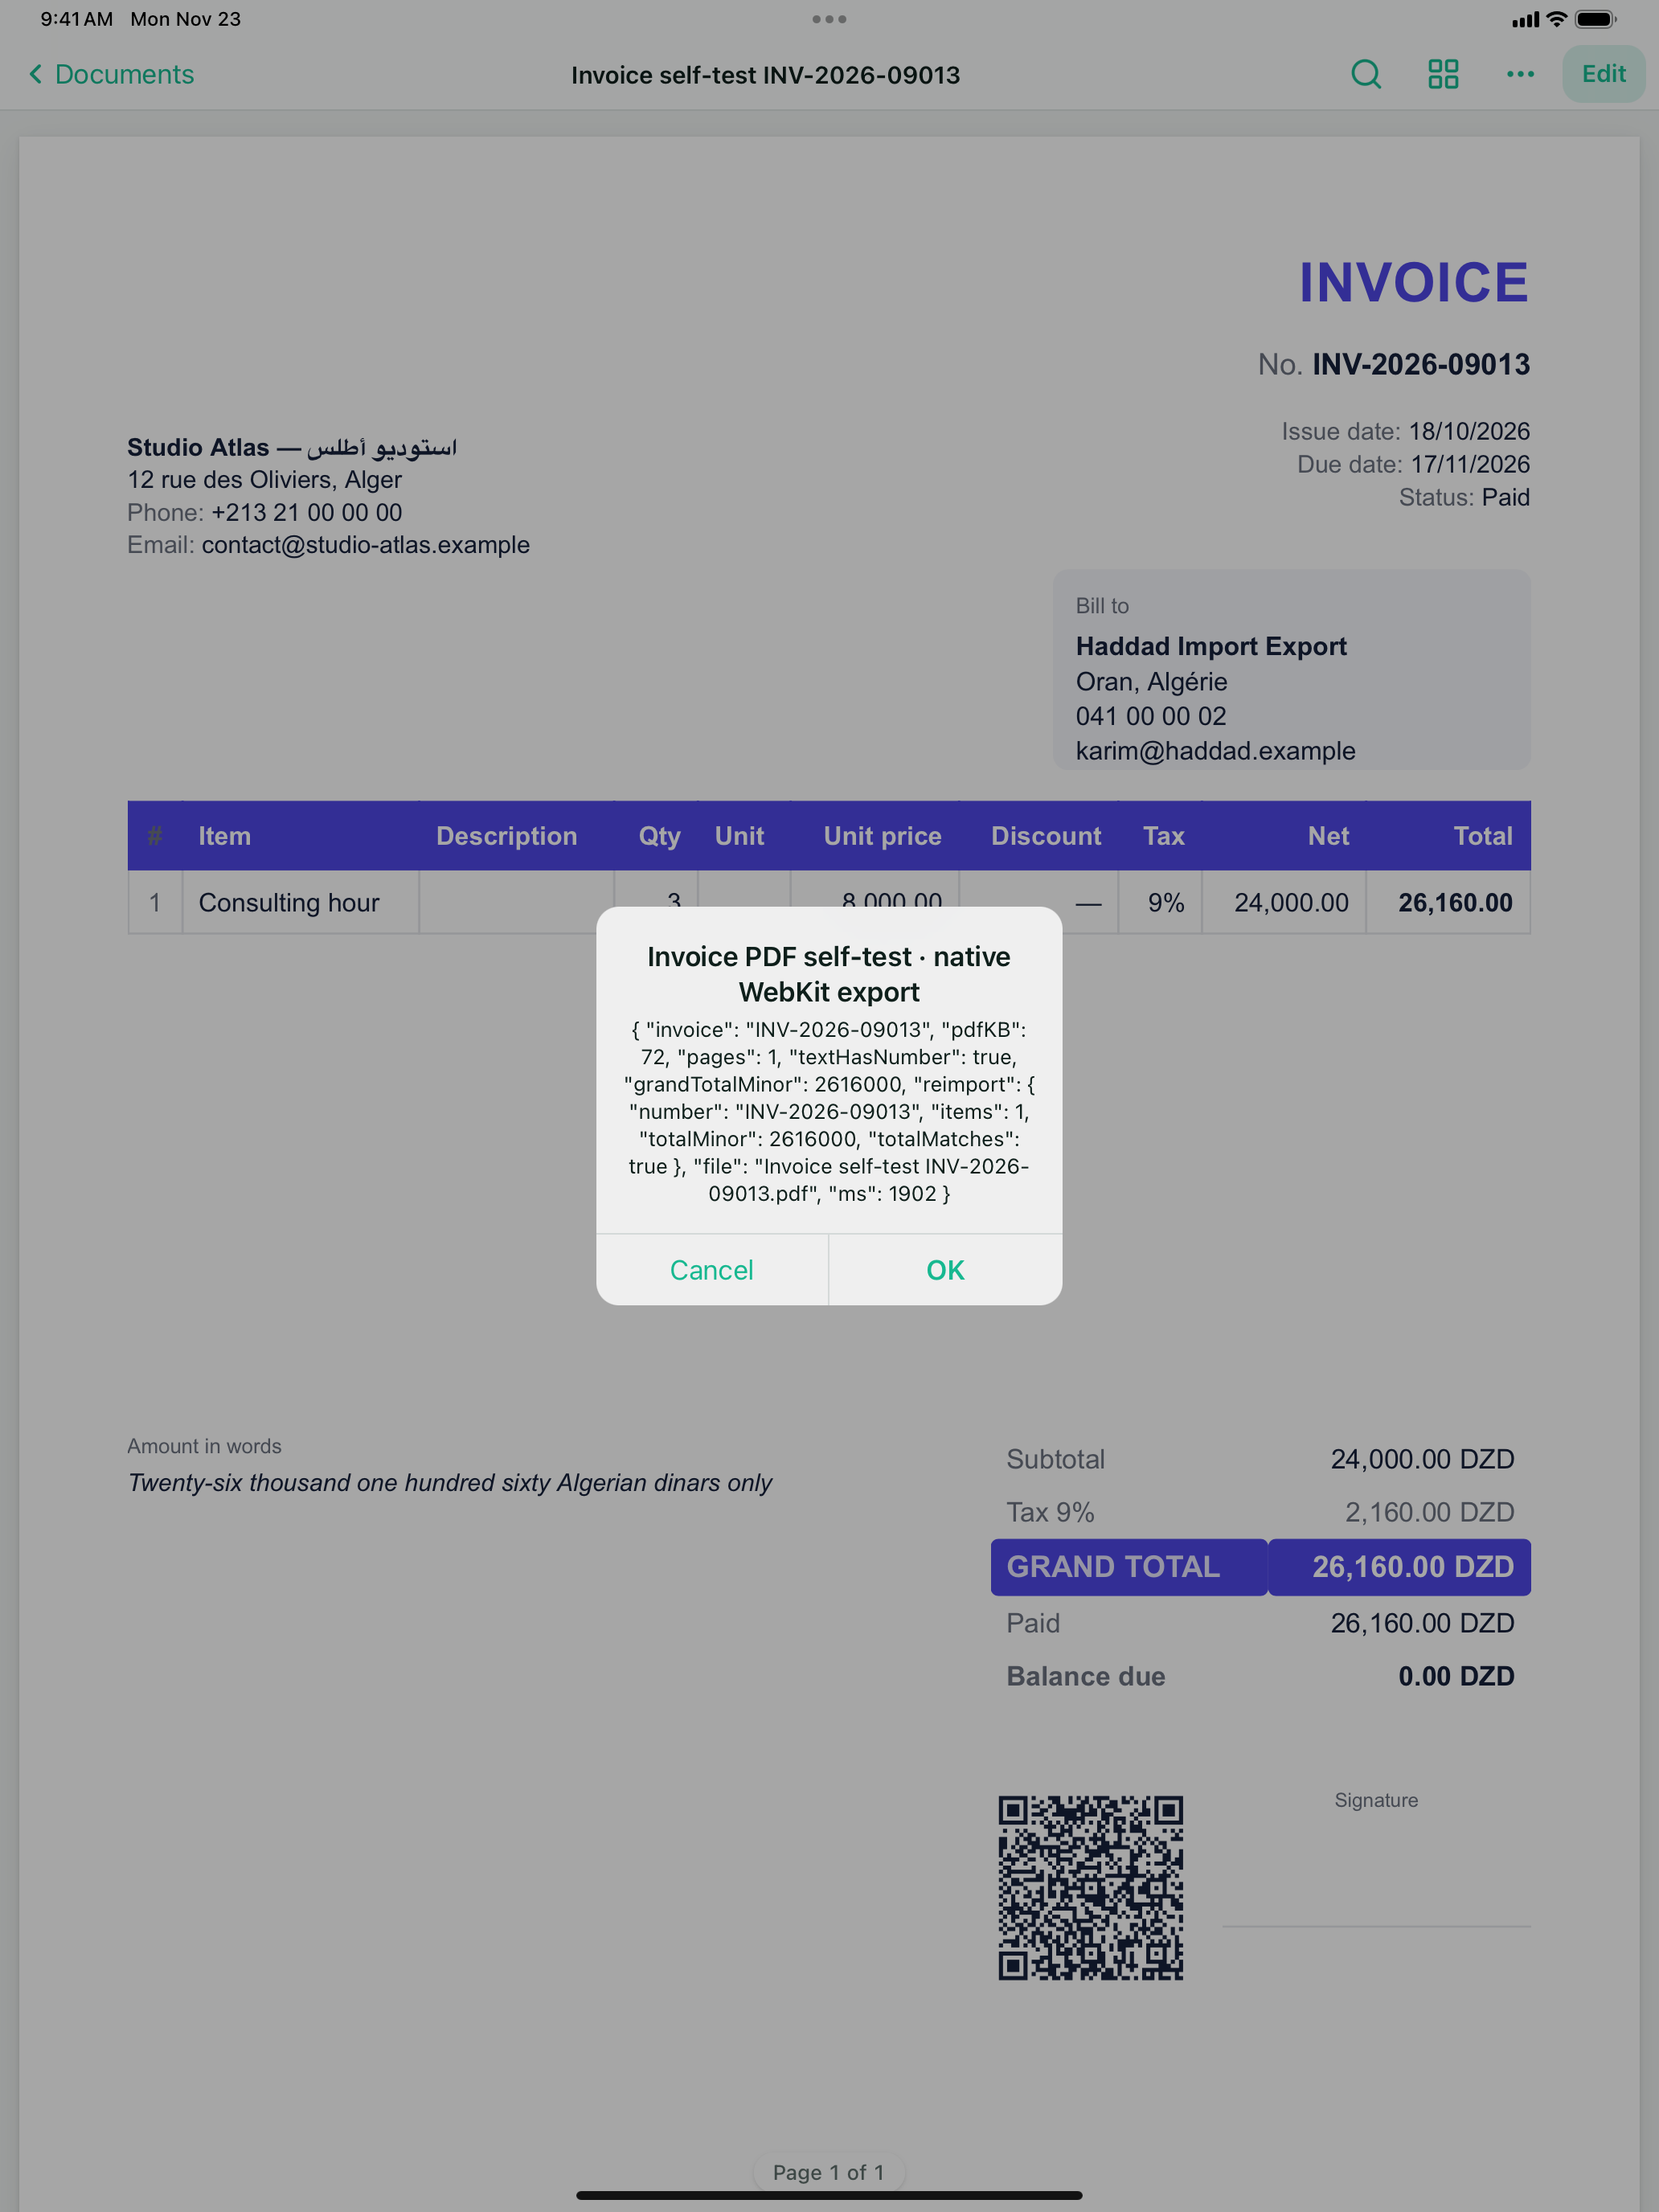 9:41 AM Mon Nov 23
Documents
Invoice self-test INV-2026-09013
Edit
INVOICE
No. INV-2026-09013
Issue date: 18/10/2026
Due date: 17/11/2026
Status: Paid
Studio Atlas — استوديو أطلس
12 rue des Oliviers, Alger
Phone: +213 21 00 00 00
Email: contact@studio-atlas.example
Bill to
Haddad Import Export
Oran, Algérie
041 00 00 02
karim@haddad.example
# Item Description Qty Unit Unit price Discount Tax Net Total
1 Consulting hour 3 8,000.00 — 9% 24,000.00 26,160.00
Invoice PDF self-test · native
WebKit export
{ "invoice": "INV-2026-09013", "pdfKB":
72, "pages": 1, "textHasNumber": true,
"grandTotalMinor": 2616000, "reimport": {
"number": "INV-2026-09013", "items": 1,
"totalMinor": 2616000, "totalMatches":
true }, "file": "Invoice self-test INV-2026-
09013.pdf", "ms": 1902 }
Cancel OK
Amount in words
Twenty-six thousand one hundred sixty Algerian dinars only
Subtotal 24,000.00 DZD
Tax 9% 2,160.00 DZD
GRAND TOTAL 26,160.00 DZD
Paid 26,160.00 DZD
Balance due 0.00 DZD
Signature
Page 1 of 1